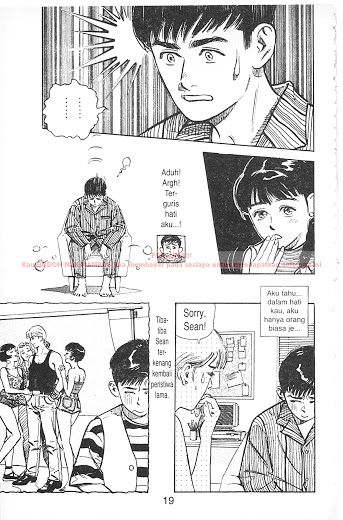 ......
Aduh!
Argh!
Ter-
guris
hati
aku...!
Aku tahu...
dalam hati
kau, aku
hanya orang
biasa je...
Sorry,
Sean!
Tiba-
tiba
Sean
ter-
kenang
kembali
peristiwa
lama.
19